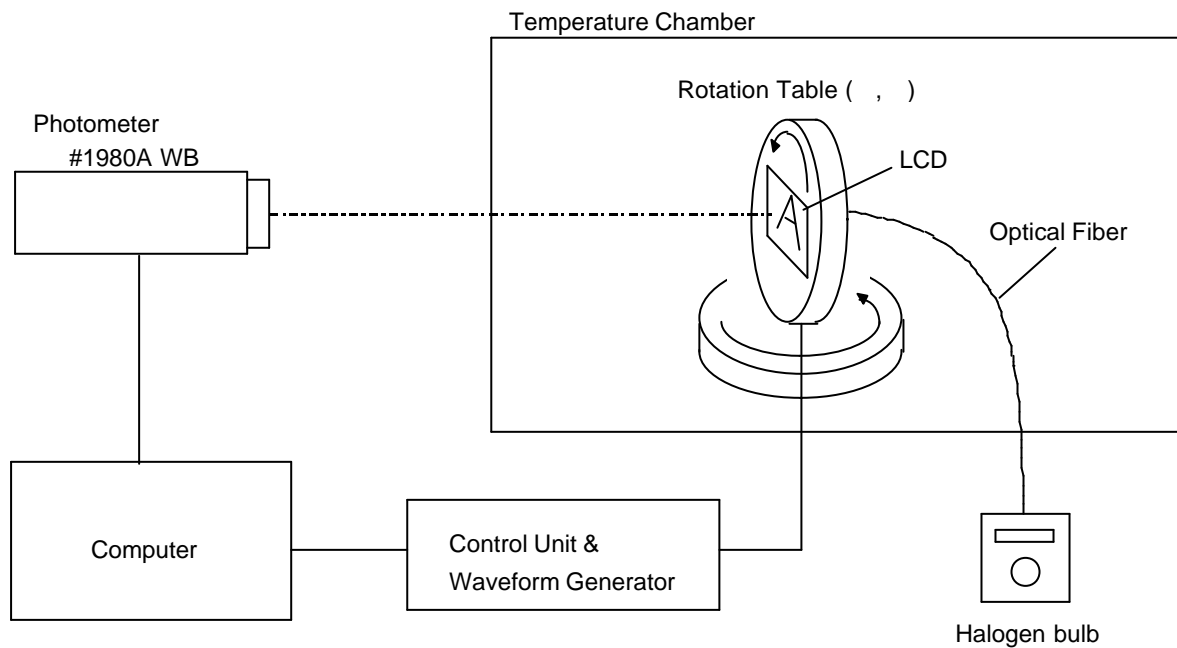 Temperature Chamber
Rotation Table ( , )
Photometer
#1980A WB
LCD
A
Optical Fiber
Computer
Control Unit &
Waveform Generator
Halogen bulb